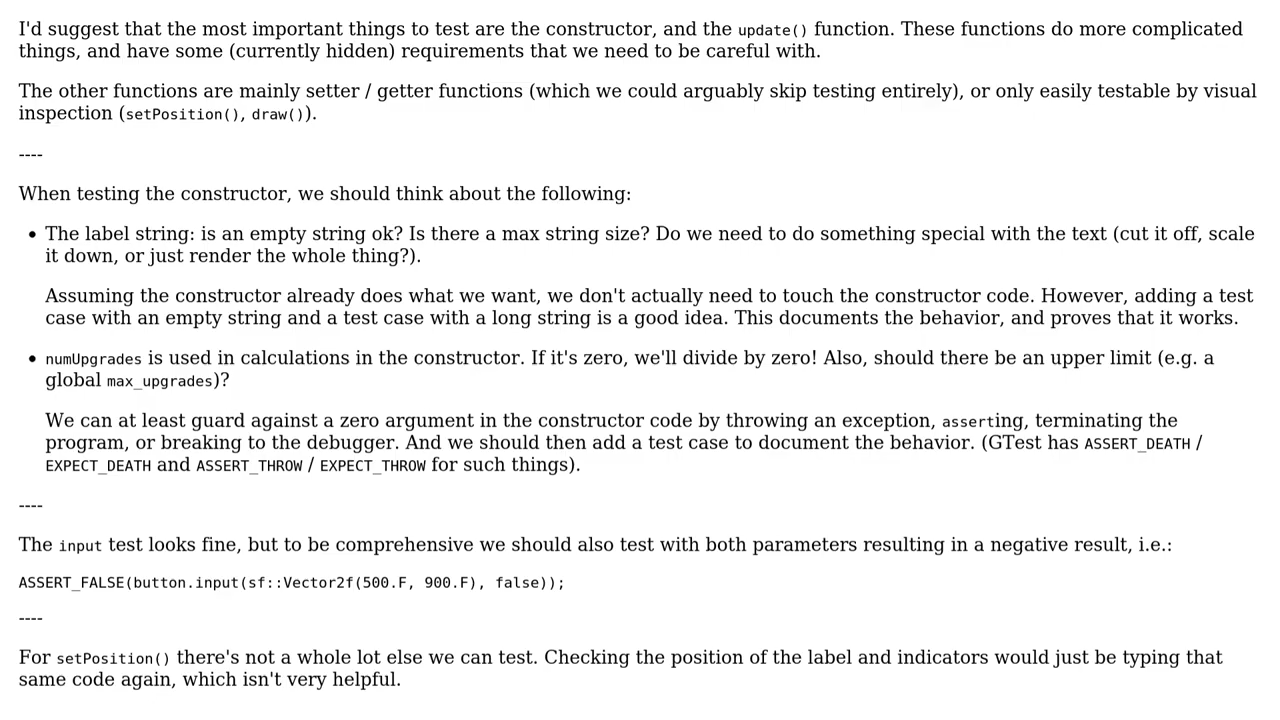 I'd suggest that the most important things to test are the constructor, and the update() function. These functions do more complicated
things, and have some (currently hidden) requirements that we need to be careful with.
The other functions are mainly setter / getter functions (which we could arguably skip testing entirely), or only easily testable by visual
inspection (setPosition(), draw()).
----
When testing the constructor, we should think about the following:
• The label string: is an empty string ok? Is there a max string size? Do we need to do something special with the text (cut it off, scale
it down, or just render the whole thing?).
Assuming the constructor already does what we want, we don't actually need to touch the constructor code. However, adding a test
case with an empty string and a test case with a long string is a good idea. This documents the behavior, and proves that it works.
• numUpgrades is used in calculations in the constructor. If it's zero, we'll divide by zero! Also, should there be an upper limit (e.g. a
global max_upgrades)?
We can at least guard against a zero argument in the constructor code by throwing an exception, asserting, terminating the
program, or breaking to the debugger. And we should then add a test case to document the behavior. (GTest has ASSERT_DEATH /
EXPECT_DEATH and ASSERT_THROW / EXPECT_THROW for such things).
----
The input test looks fine, but to be comprehensive we should also test with both parameters resulting in a negative result, i.e.:
ASSERT_FALSE(button.input(sf::Vector2f(500.F, 900.F), false));
----
For setPosition() there's not a whole lot else we can test. Checking the position of the label and indicators would just be typing that
same code again, which isn't very helpful.